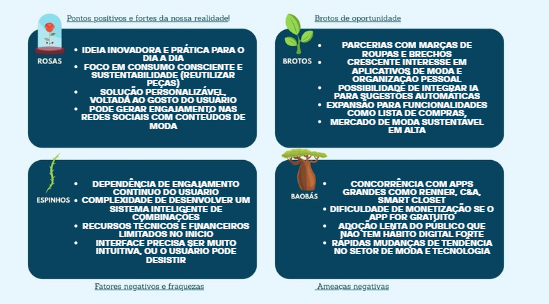 Pontos positivos e fortes da nossa realidade!
ROSAS
• IDEIA INOVADORA E PRÁTICA PARA O
DIA A DIA
• FOCO EM CONSUMO CONSCIENTE E
SUSTENTABILIDADE (REUTILIZAR
PEÇAS)
• SOLUÇÃO PERSONALIZÁVEL,
VOLTADA AO GOSTO DO USUÁRIO
• PODE GERAR ENGAJAMENTO NAS
REDES SOCIAIS COM CONTEÚDOS DE
MODA
Brotos de oportunidade
BROTOS
• PARCERIAS COM MARCAS DE
ROUPAS E BRECHÓS
• CRESCENTE INTERESSE EM
APLICATIVOS DE MODA E
ORGANIZAÇÃO PESSOAL
• POSSIBILIDADE DE INTEGRAR IA
PARA SUGESTÕES AUTOMÁTICAS
• EXPANSÃO PARA FUNCIONALIDADES
COMO LISTA DE COMPRAS,
• MERCADO DE MODA SUSTENTÁVEL
EM ALTA
ESPINHOS
• DEPENDÊNCIA DE ENGAJAMENTO
CONTÍNUO DO USUÁRIO
• COMPLEXIDADE DE DESENVOLVER UM
SISTEMA INTELIGENTE DE
COMBINAÇÕES
• RECURSOS TÉCNICOS E FINANCEIROS
LIMITADOS NO INÍCIO
• INTERFACE PRECISA SER MUITO
INTUITIVA, OU O USUÁRIO PODE
DESISTIR
Fatores negativos e fraquezas
BAOBÁS
• CONCORRÊNCIA COM APPS
GRANDES COMO RENNER, C&A,
SMART CLOSET
• DIFICULDADE DE MONETIZAÇÃO SE O
APP FOR GRATUITO
• ADOÇÃO LENTA DO PÚBLICO QUE
NÃO TEM HÁBITO DIGITAL FORTE
• RÁPIDAS MUDANÇAS DE TENDÊNCIA
NO SETOR DE MODA E TECNOLOGIA
Ameaças negativas